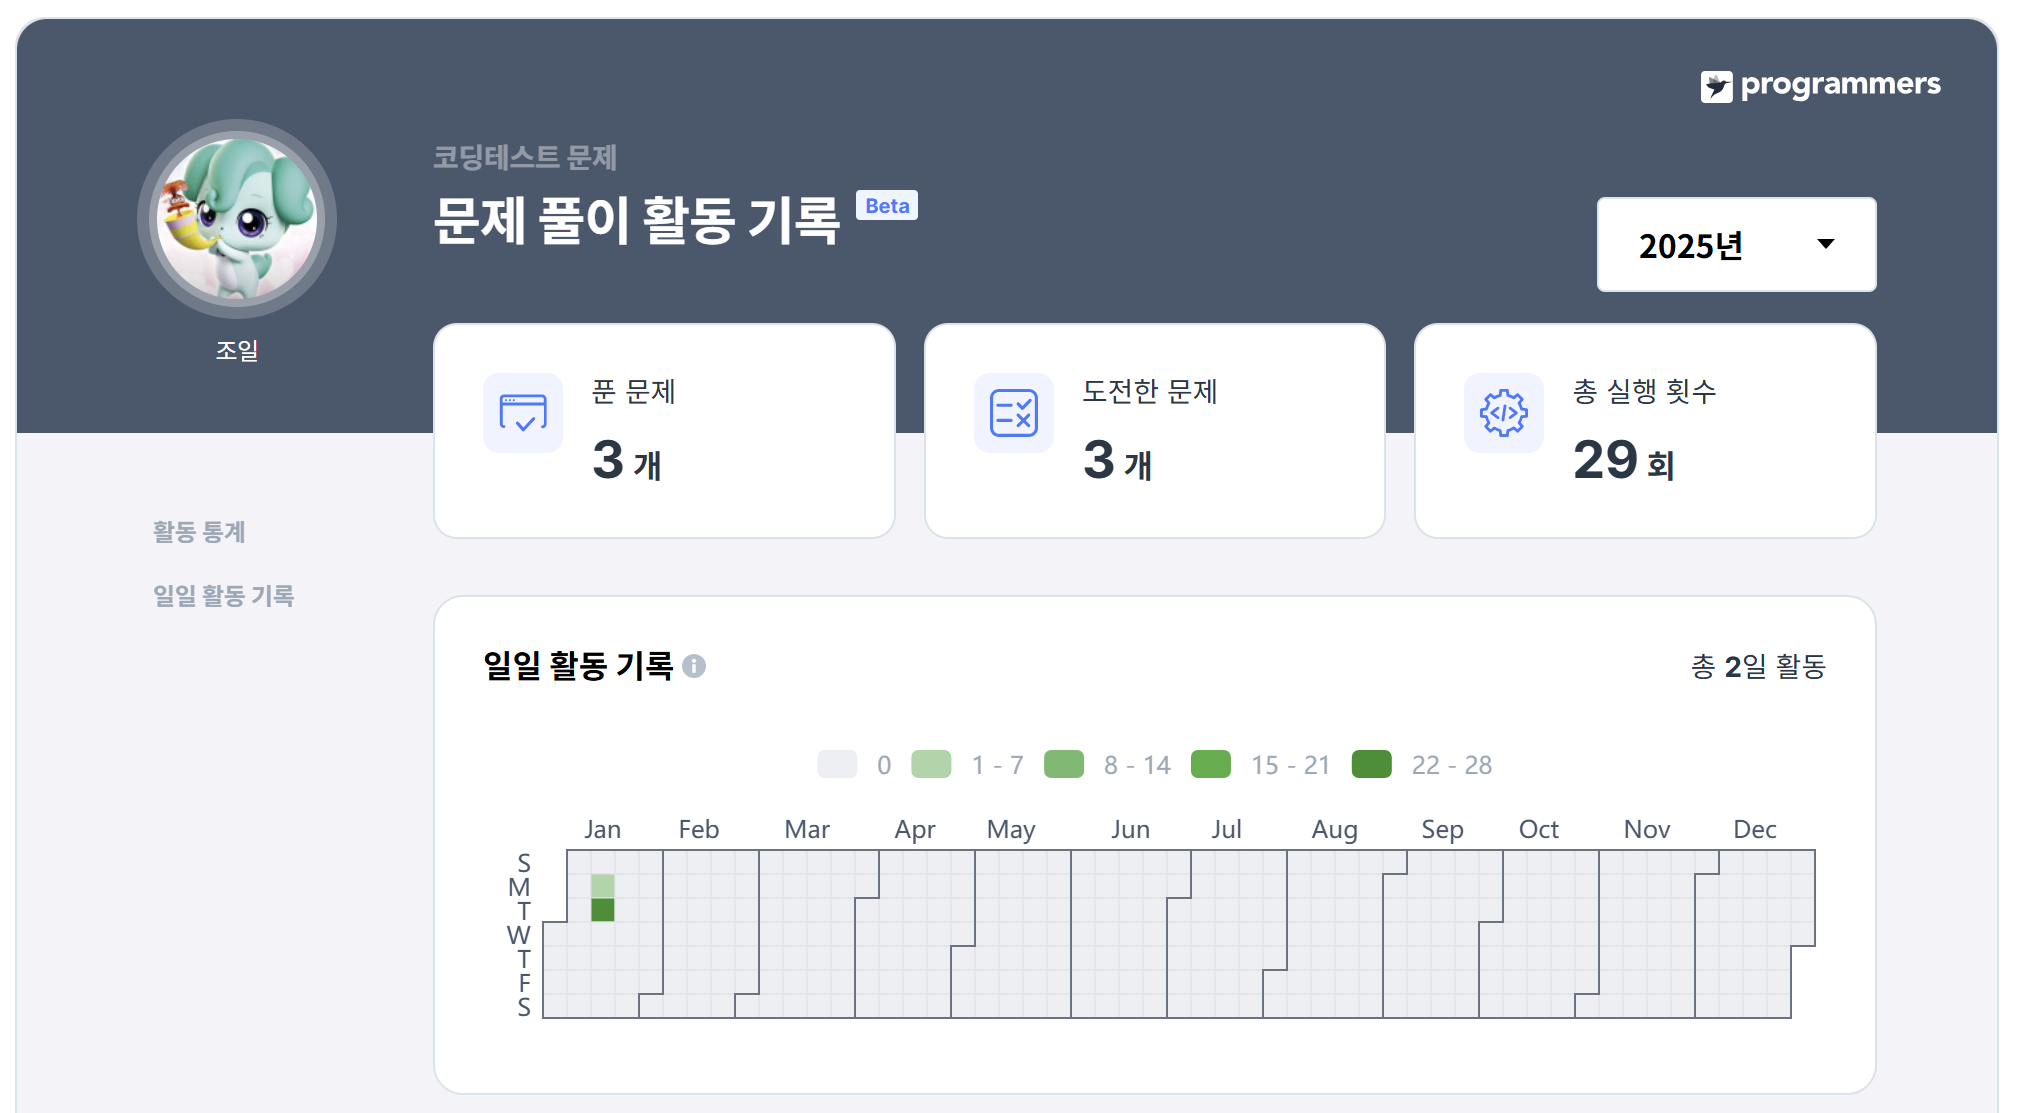 programmers
코딩테스트 문제
문제 풀이 활동 기록 Beta
2025년
조일
푼 문제
3 개
도전한 문제
3 개
총 실행 횟수
29 회
활동 통계
일일 활동 기록
일일 활동 기록
총 2일 활동
0 1 - 7 8 - 14 15 - 21 22 - 28
Jan Feb Mar Apr May Jun Jul Aug Sep Oct Nov Dec
S
M
T
W
T
F
S